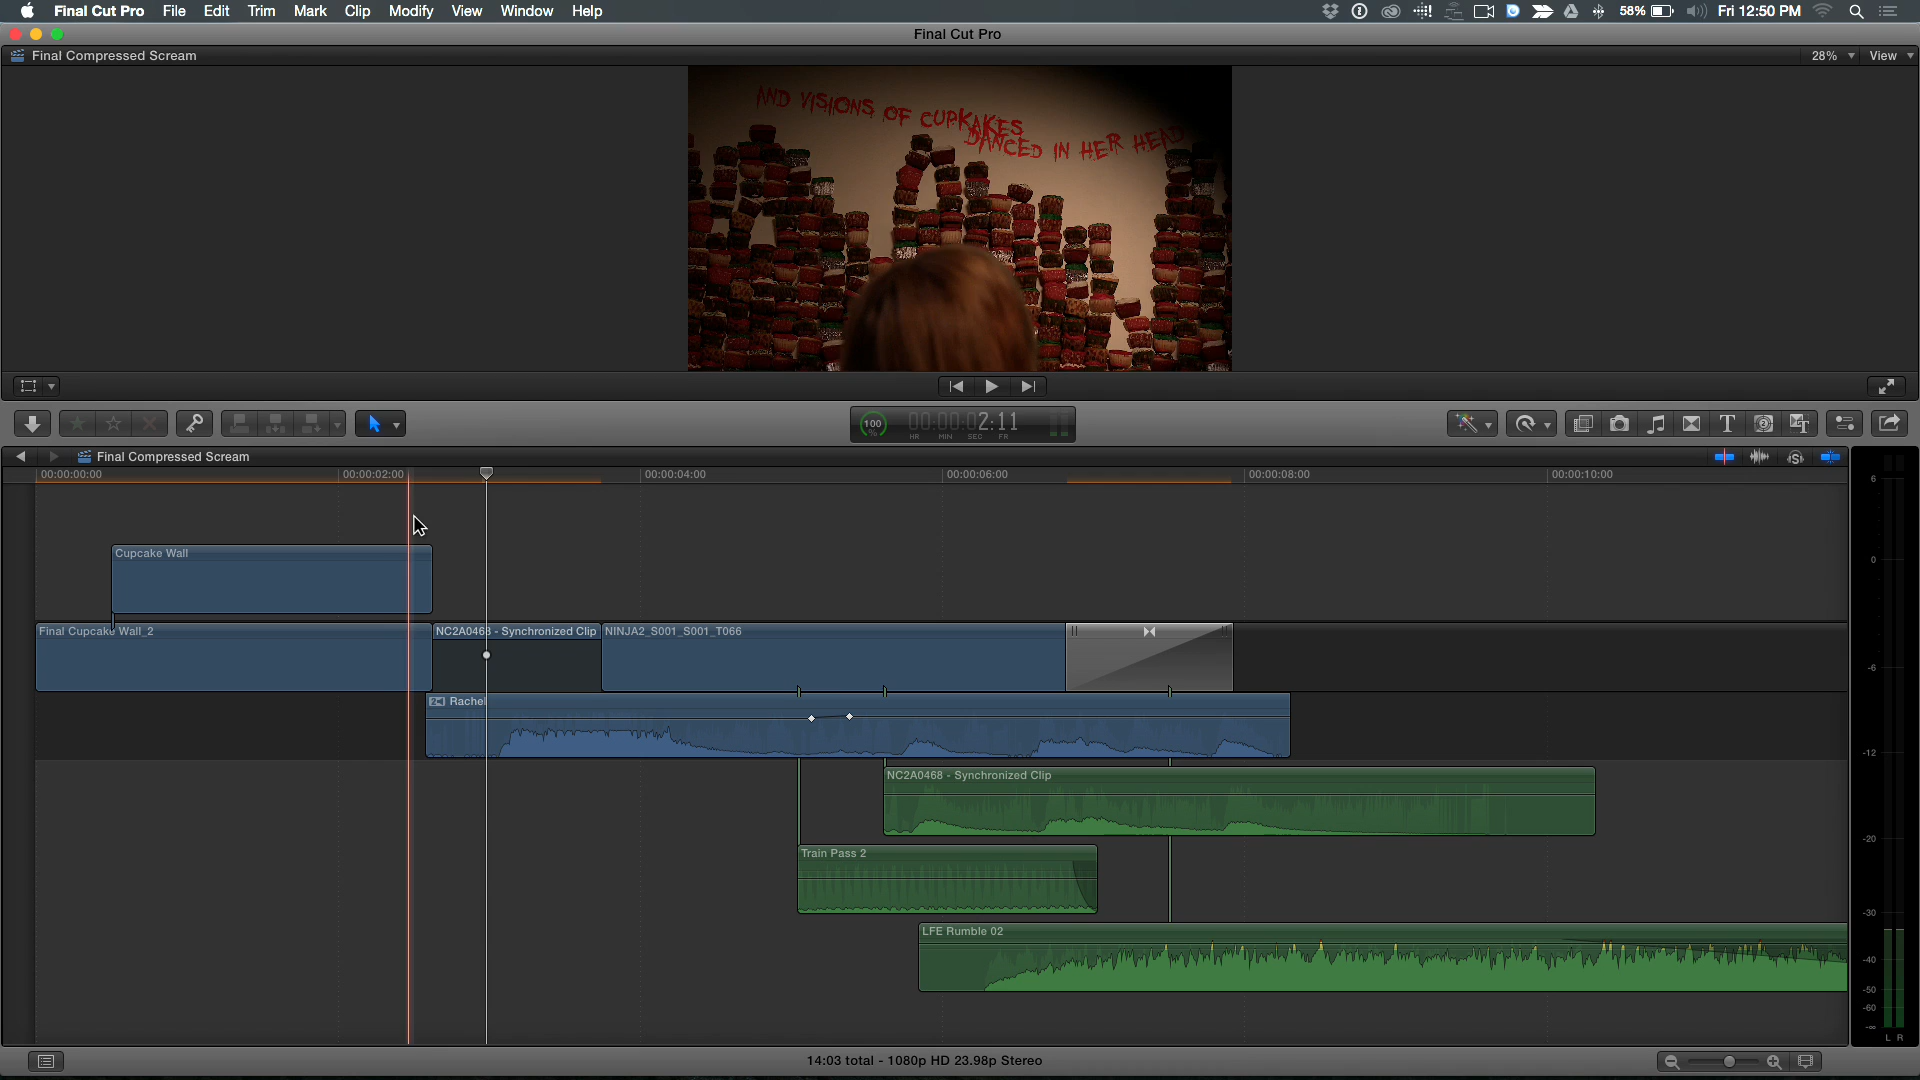 Final Cut Pro File Edit Trim Mark Clip Modify View Window Help 58% Fri 12:50 PM
Final Cut Pro
Final Compressed Scream 28% View
AND VISIONS OF CUPKAKES
DANCED IN HER HEAD
100 % 00:00:02:11
HR MIN SEC FR
Final Compressed Scream
00:00:00:00 00:00:02:00 00:00:04:00 00:00:06:00 00:00:08:00 00:00:10:00
Cupcake Wall
Final Cupcake Wall_2 NC2A0468 - Synchronized Clip NINJA2_S001_S001_T066
Rachel
NC2A0468 - Synchronized Clip
Train Pass 2
LFE Rumble 02
6
0
-6
-12
-20
-30
-40
-50
-60
-∞
L R
14:03 total - 1080p HD 23.98p Stereo